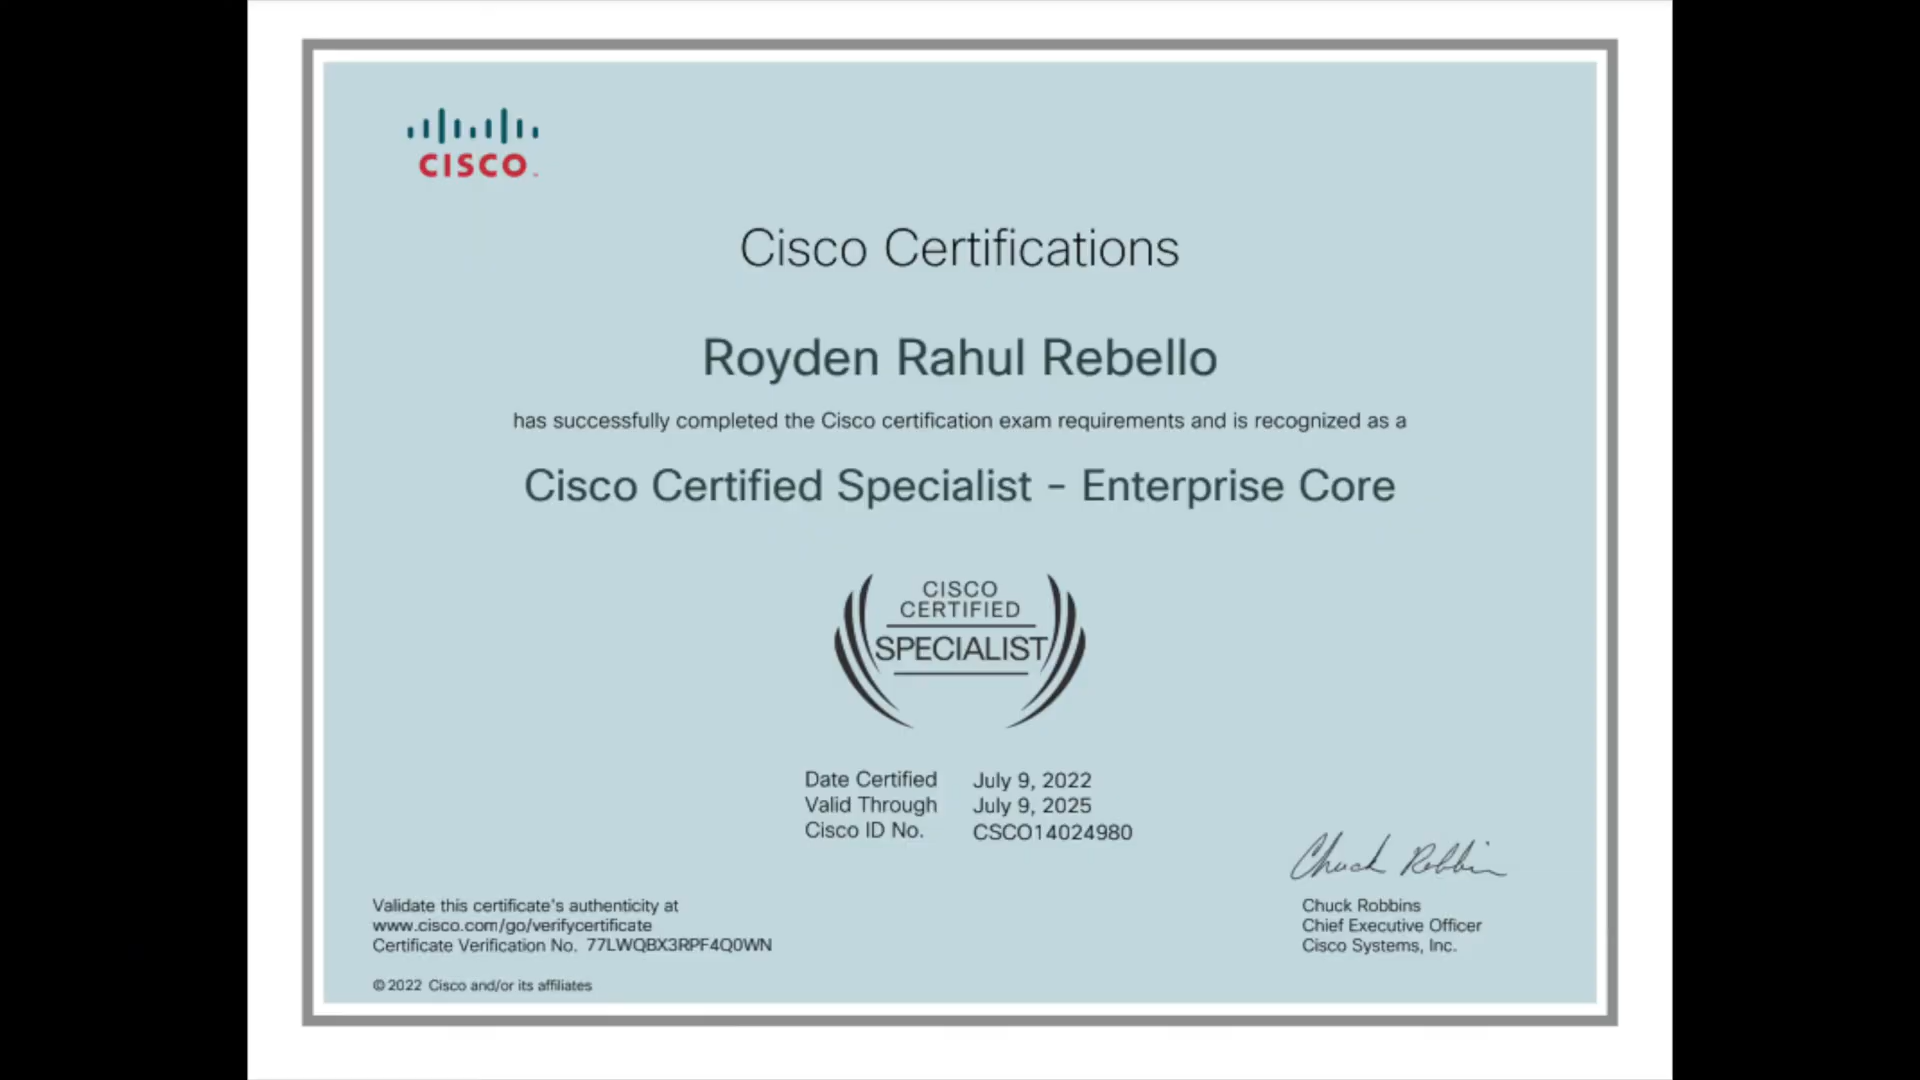 CISCO
Cisco Certifications
Royden Rahul Rebello
has successfully completed the Cisco certification exam requirements and is recognized as a
Cisco Certified Specialist - Enterprise Core
CISCO
CERTIFIED
SPECIALIST
Date Certified July 9, 2022
Valid Through July 9, 2025
Cisco ID No. CSCO14024980
Chuck Robbins
Validate this certificate's authenticity at
www.cisco.com/go/verifycertificate
Certificate Verification No. 77LWQBX3RPF4Q0WN
Chuck Robbins
Chief Executive Officer
Cisco Systems, Inc.
© 2022 Cisco and/or its affiliates